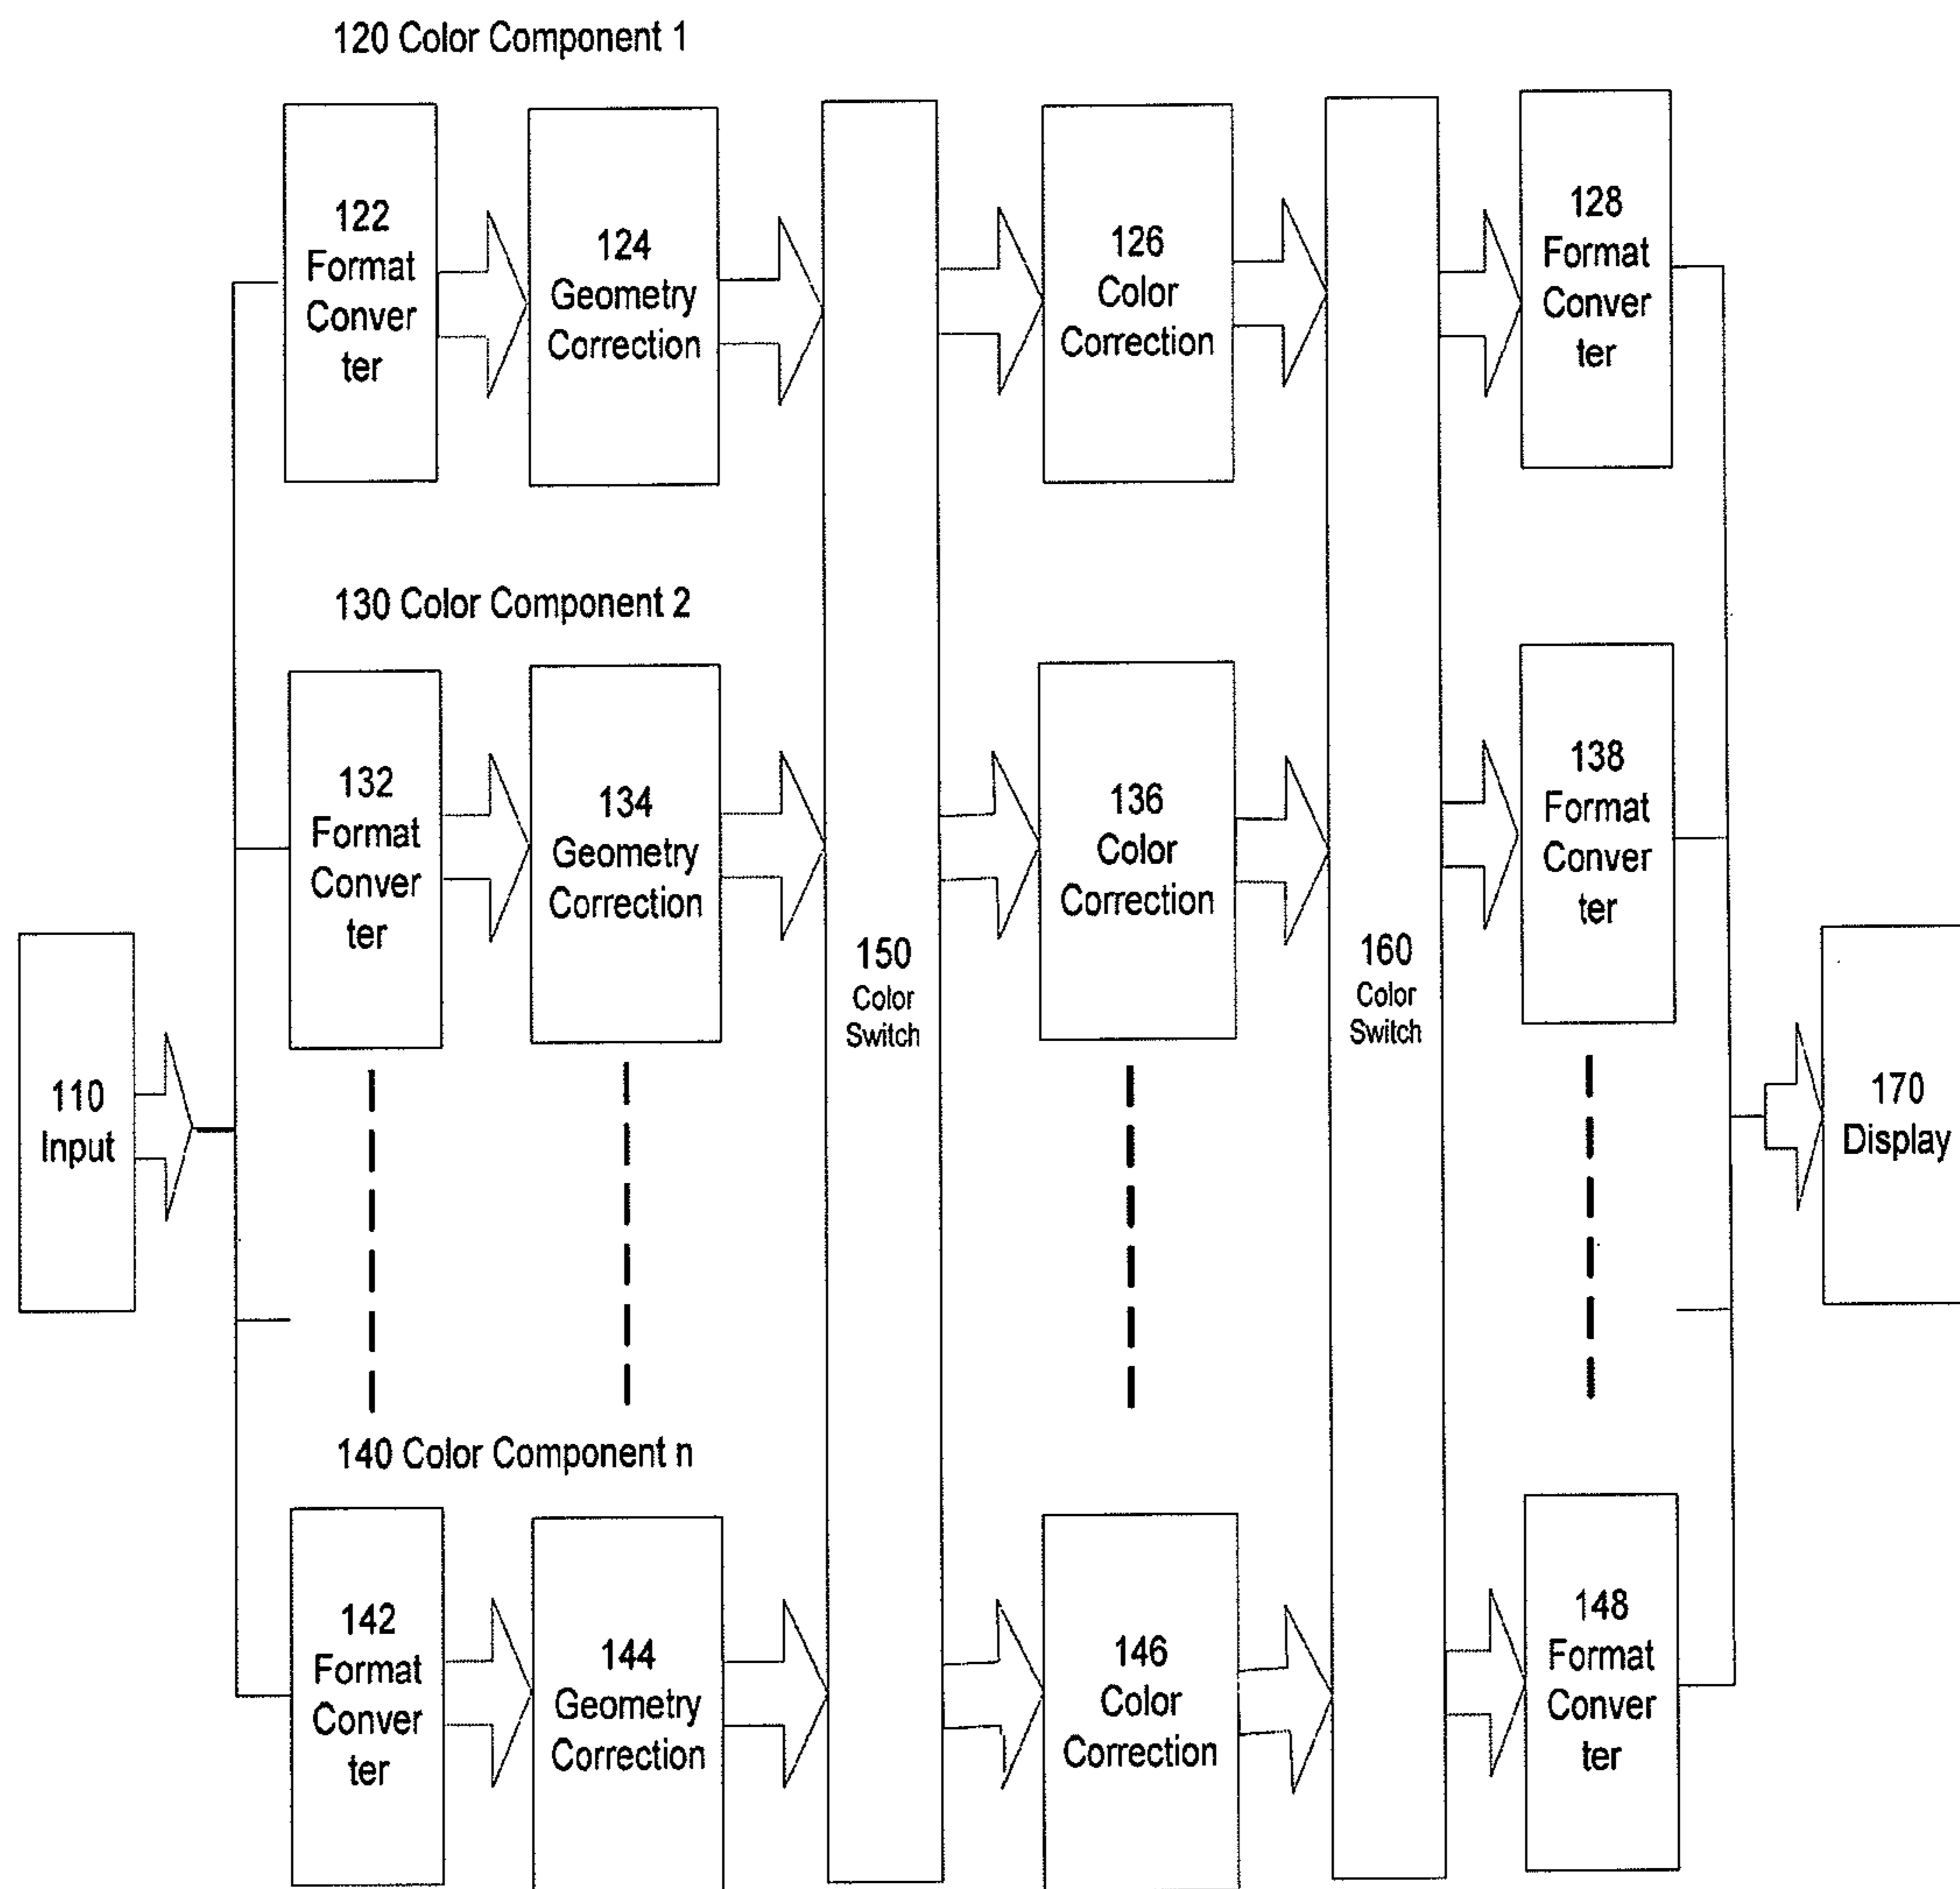 120 Color Component 1
122
Format
Conver
ter
124
Geometry
Correction
126
Color
Correction
128
Format
Conver
ter
130 Color Component 2
132
Format
Conver
ter
134
Geometry
Correction
150
Color
Switch
136
Color
Correction
160
Color
Switch
138
Format
Conver
ter
110
Input
170
Display
140 Color Component n
142
Format
Conver
ter
144
Geometry
Correction
146
Color
Correction
148
Format
Conver
ter